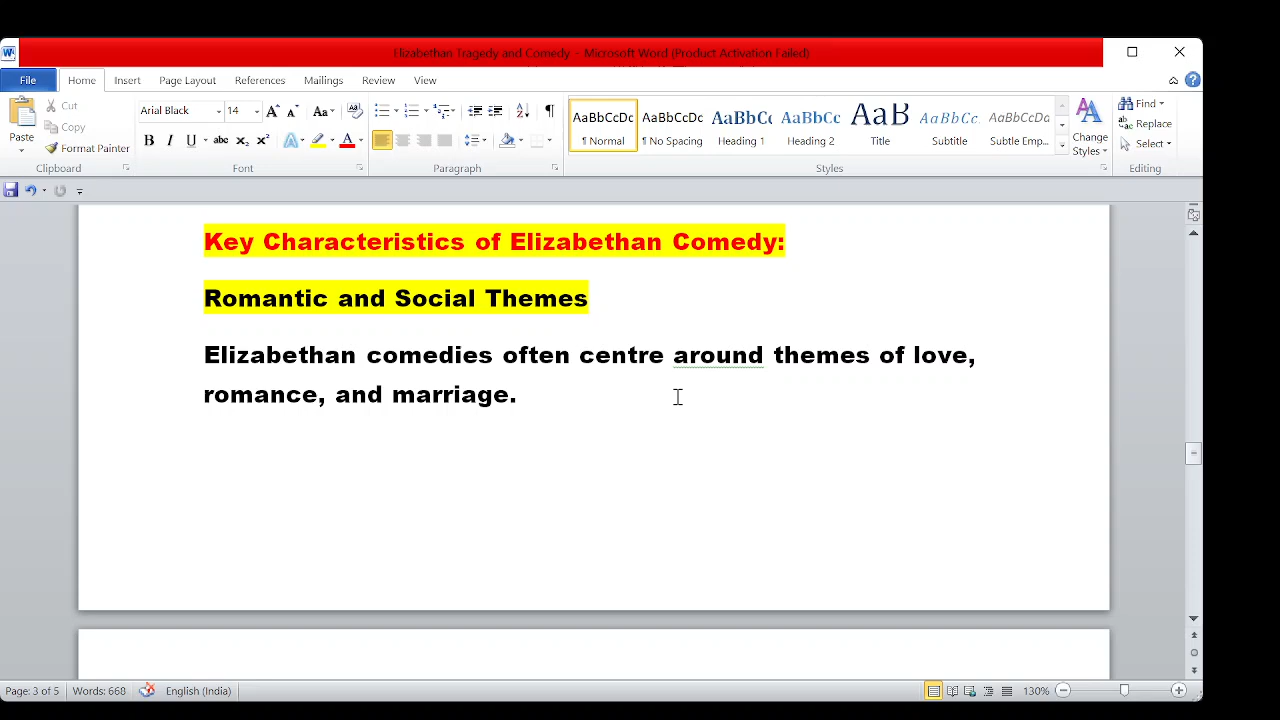 Elizabethan Tragedy and Comedy - Microsoft Word (Product Activation Failed)
File Home Insert Page Layout References Mailings Review View
Paste Cut Copy Format Painter Clipboard
Arial Black 14 Font
Paragraph
AaBbCcDc ¶ Normal AaBbCcDc ¶ No Spacing AaBbC Heading 1 AaBbCc Heading 2 AaB Title AaBbCc. Subtitle AaBbCcDc Subtle Emp... Change Styles Styles
Find Replace Select Editing
Key Characteristics of Elizabethan Comedy:
Romantic and Social Themes
Elizabethan comedies often centre around themes of love,
romance, and marriage.
Page: 3 of 5 Words: 668 English (India) 130%